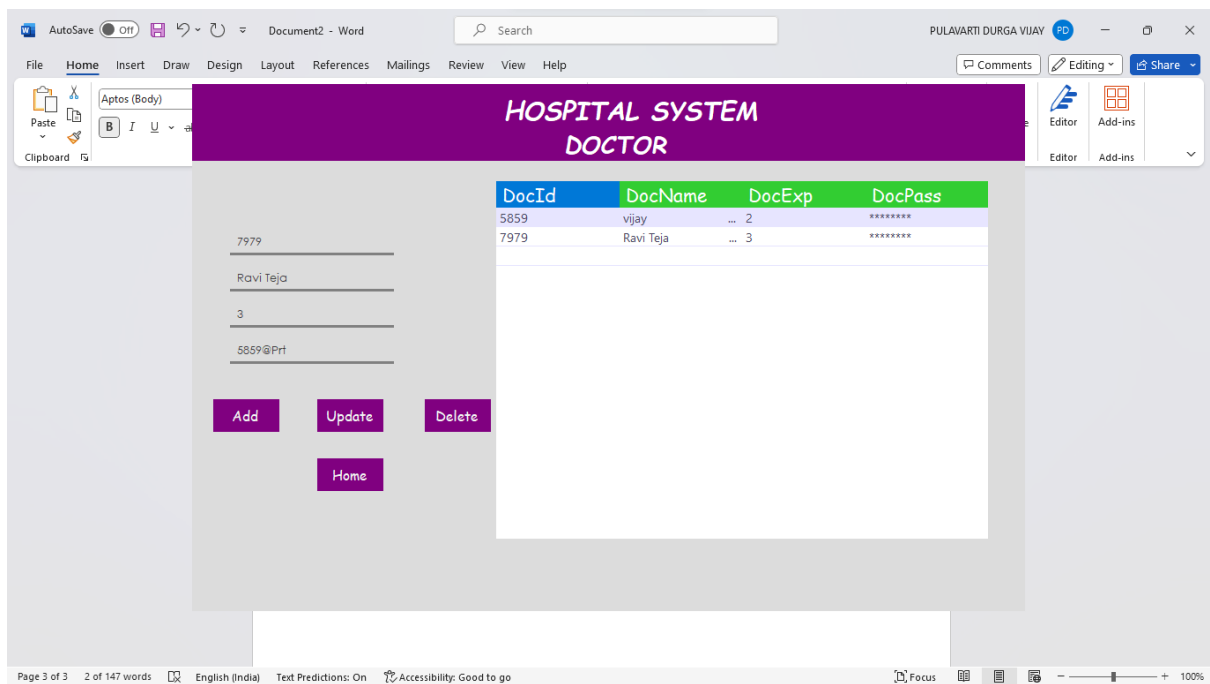 AutoSave Off Document2 - Word Search PULAVARTI DURGA VIJAY PD
File Home Insert Draw Design Layout References Mailings Review View Help Comments Editing Share
Paste
Clipboard
Aptos (Body)
B I U
Editor Add-ins
Editor Add-ins
HOSPITAL SYSTEM
DOCTOR
DocId DocName DocExp DocPass
5859 vijay ... 2 ********
7979 Ravi Teja ... 3 ********
7979
Ravi Teja
3
5859@Prt
Add Update Delete
Home
Page 3 of 3 2 of 147 words English (India) Text Predictions: On Accessibility: Good to go Focus 100%